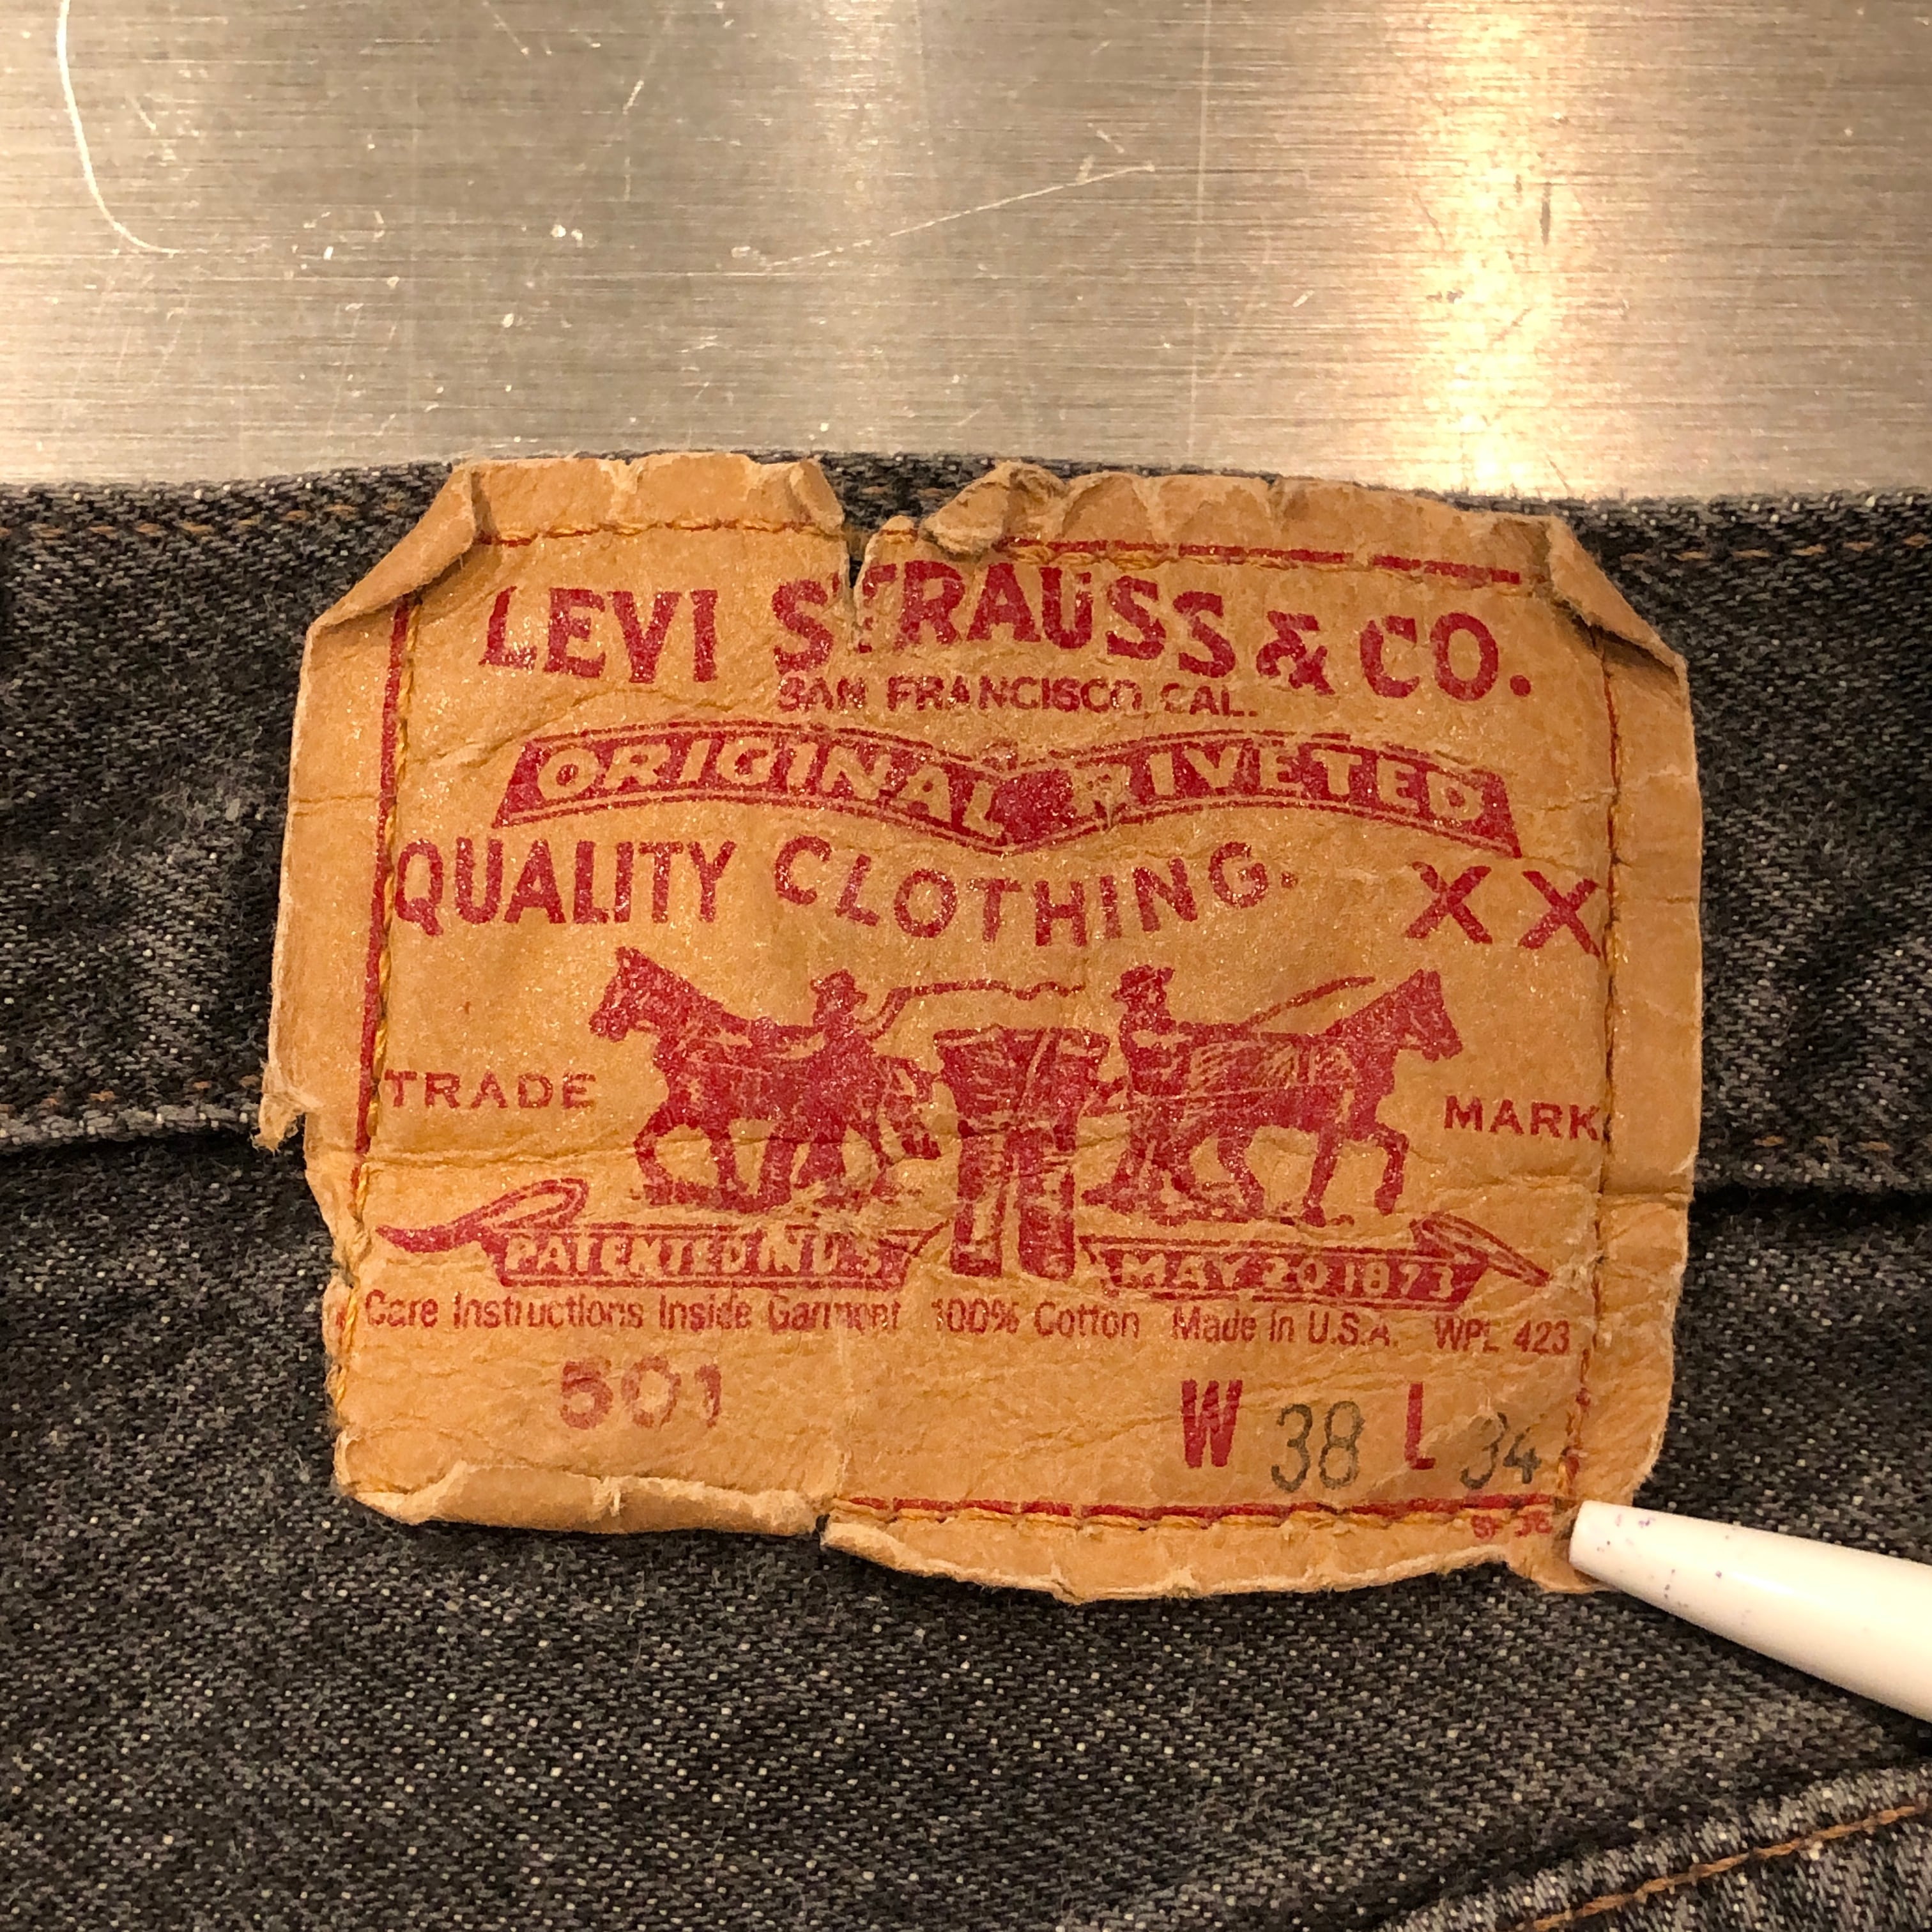 LEVI STRAUSS & CO.
SAN FRANCISCO, CAL.
ORIGINAL RIVETED
QUALITY CLOTHING. XX
TRADE MARK
PATENTED IN U S MAY 20 1873
Care Instructions Inside Garment 100% Cotton Made in U.S.A. WPL 423
501 W 38 L 34